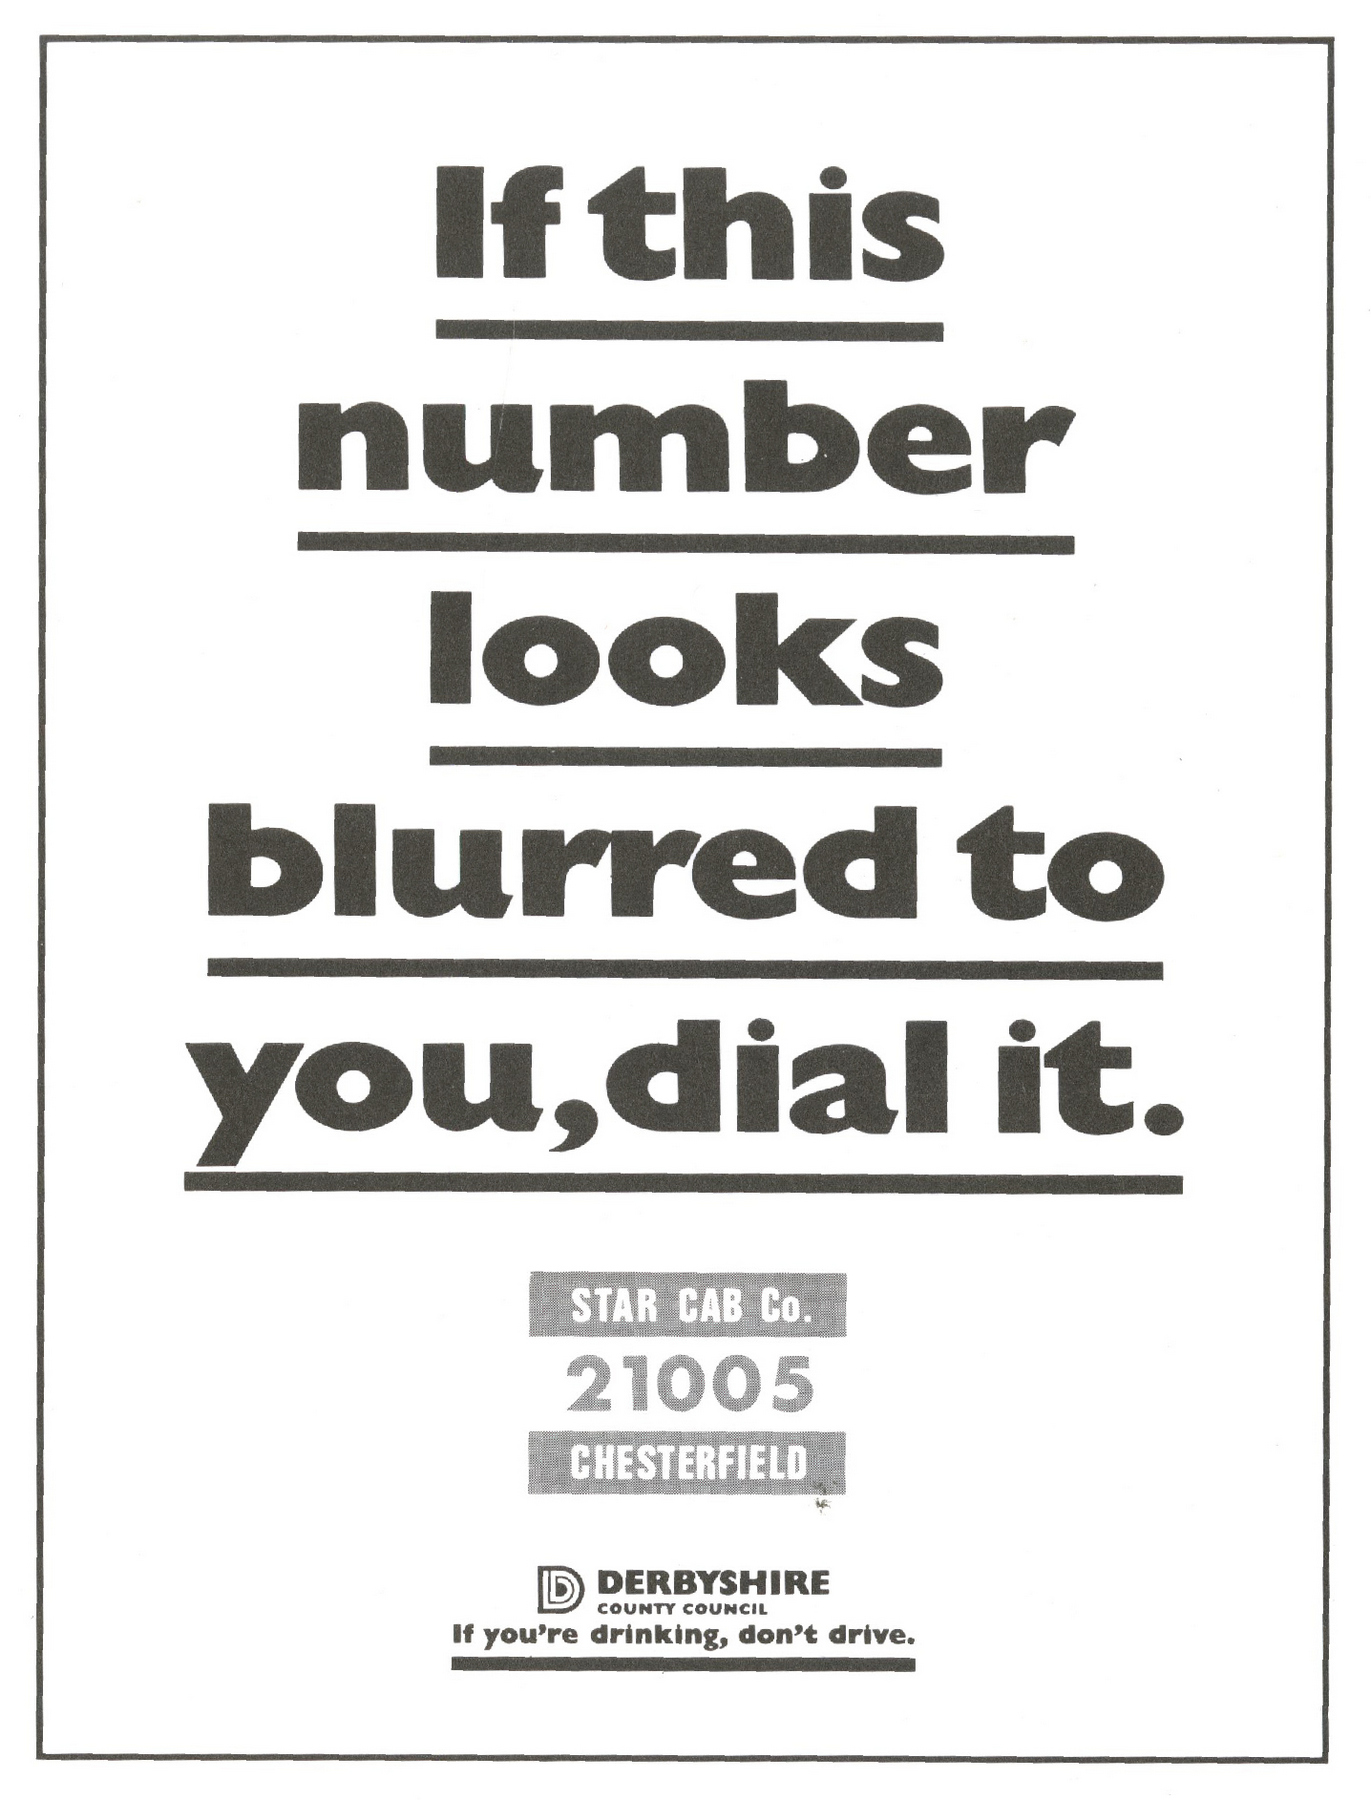 If this
number
looks
blurred to
you, dial it.
STAR CAB Co.
21005
CHESTERFIELD
DERBYSHIRE
COUNTY COUNCIL
If you're drinking, don't drive.